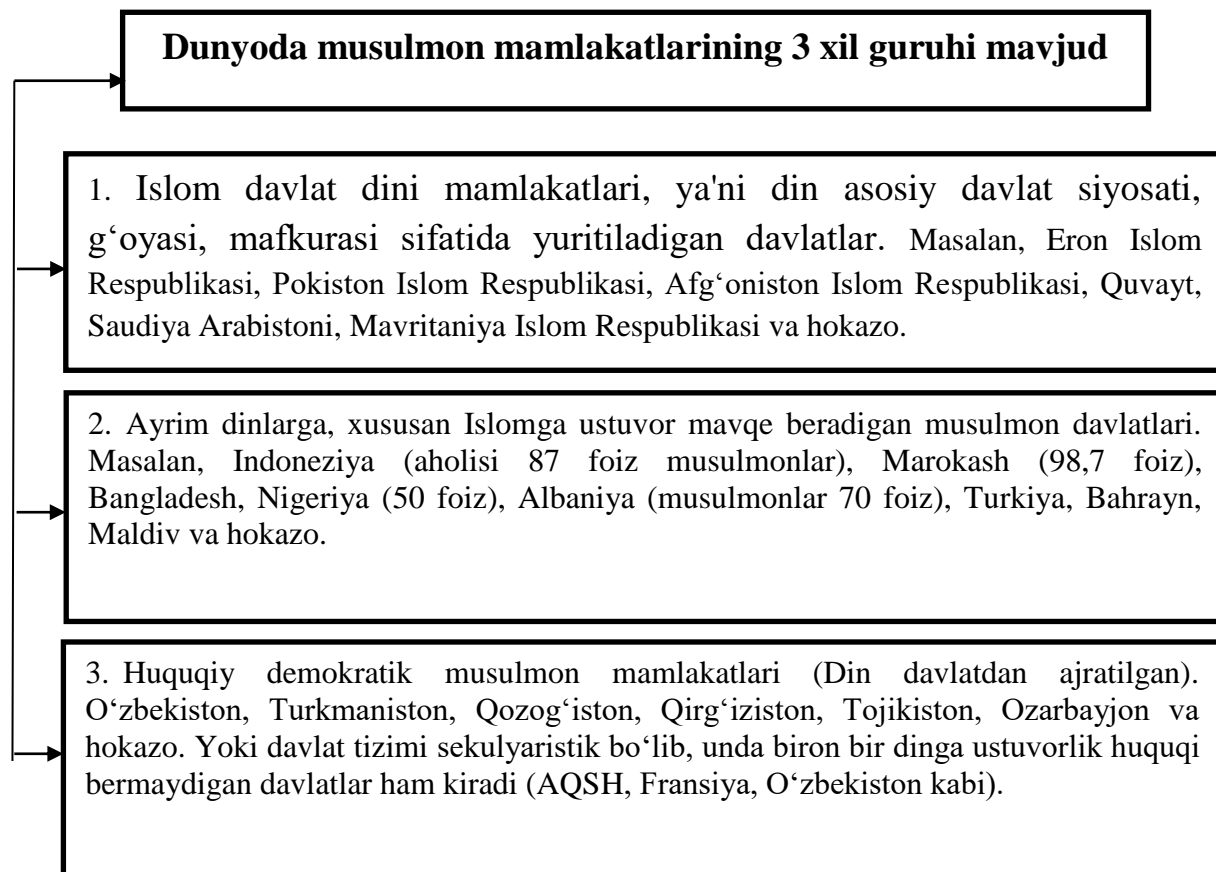 Dunyoda musulmon mamlakatlarining 3 xil guruhi mavjud
1. Islom davlat dini mamlakatlari, ya'ni din asosiy davlat siyosati,
g‘oyasi, mafkurasi sifatida yuritiladigan davlatlar. Masalan, Eron Islom
Respublikasi, Pokiston Islom Respublikasi, Afg‘oniston Islom Respublikasi, Quvayt,
Saudiya Arabistoni, Mavritaniya Islom Respublikasi va hokazo.
2. Ayrim dinlarga, xususan Islomga ustuvor mavqe beradigan musulmon davlatlari.
Masalan, Indoneziya (aholisi 87 foiz musulmonlar), Marokash (98,7 foiz),
Bangladesh, Nigeriya (50 foiz), Albaniya (musulmonlar 70 foiz), Turkiya, Bahrayn,
Maldiv va hokazo.
3. Huquqiy demokratik musulmon mamlakatlari (Din davlatdan ajratilgan).
O‘zbekiston, Turkmaniston, Qozog‘iston, Qirg‘iziston, Tojikiston, Ozarbayjon va
hokazo. Yoki davlat tizimi sekulyaristik bo‘lib, unda biron bir dinga ustuvorlik huquqi
bermaydigan davlatlar ham kiradi (AQSH, Fransiya, O‘zbekiston kabi).